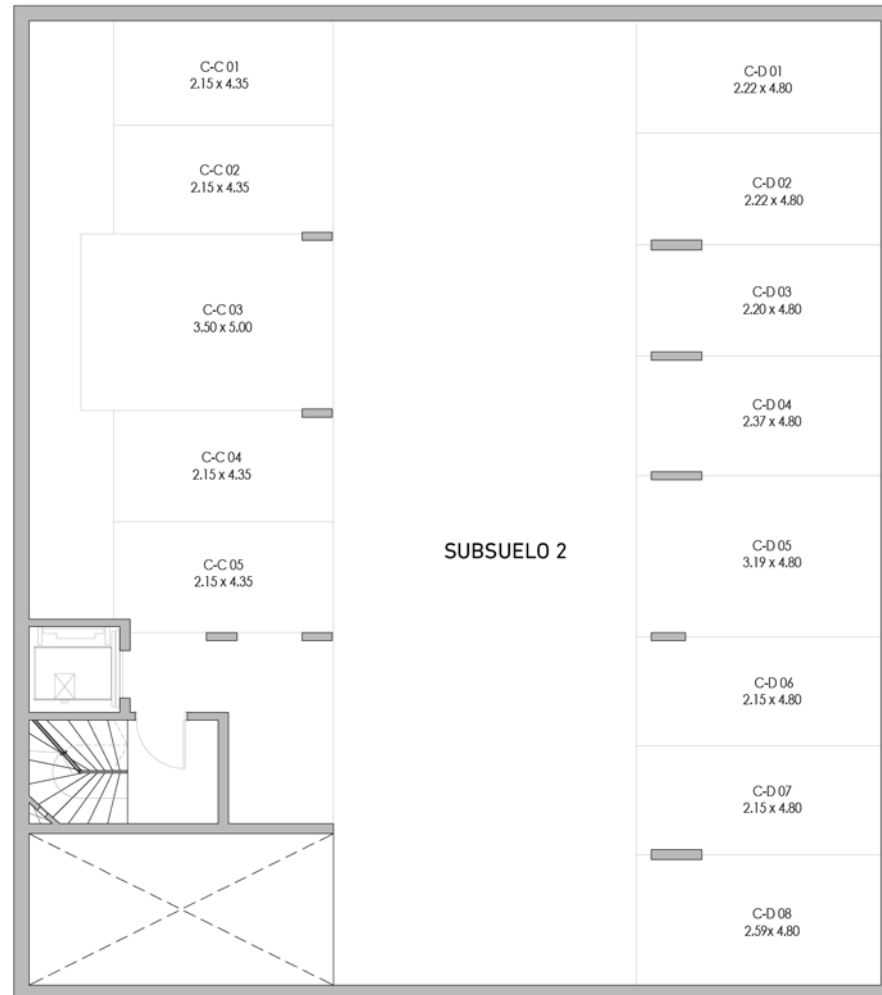 C-C 01
2.15 x 4.35
C-C 02
2.15 x 4.35
C-C 03
3.50 x 5.00
C-C 04
2.15 x 4.35
C-C 05
2.15 x 4.35
SUBSUELO 2
C-D 01
2.22 x 4.80
C-D 02
2.22 x 4.80
C-D 03
2.20 x 4.80
C-D 04
2.37 x 4.80
C-D 05
3.19 x 4.80
C-D 06
2.15 x 4.80
C-D 07
2.15 x 4.80
C-D 08
2.59x 4.80